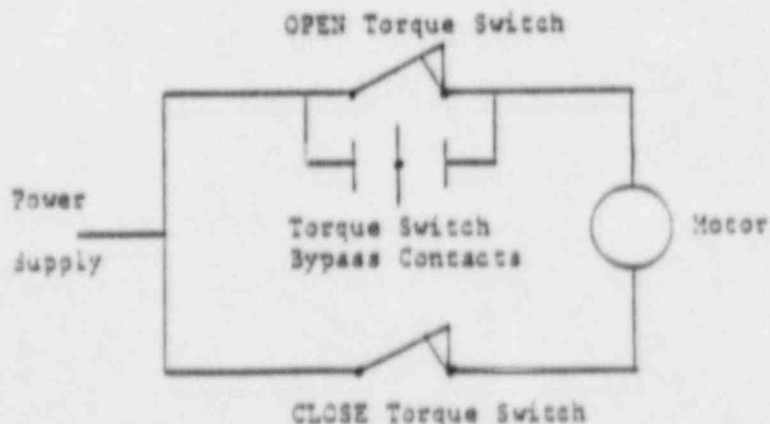 OPEN Torque Switch
Power
Supply
Torque Switch
Bypass Contacts
Motor
CLOSE Torque Switch